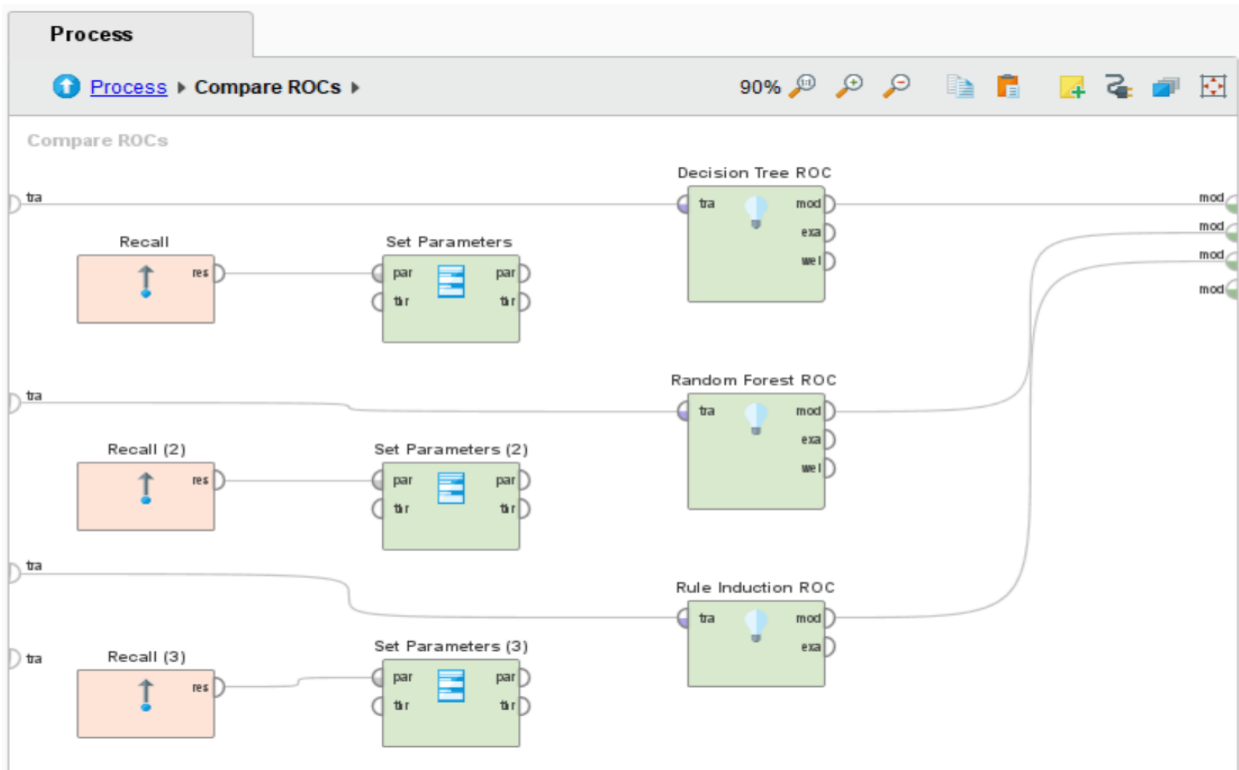 Process
Process Compare ROCs 90%
Compare ROCs
Decision Tree ROC
tra tra mod mod
exa mod
wel mod
mod
Recall Set Parameters
res par par
thr thr
Random Forest ROC
tra tra mod
exa
wel
Recall (2) Set Parameters (2)
res par par
thr thr
Rule Induction ROC
tra tra mod
exa
Recall (3) Set Parameters (3)
tra res par par
thr thr